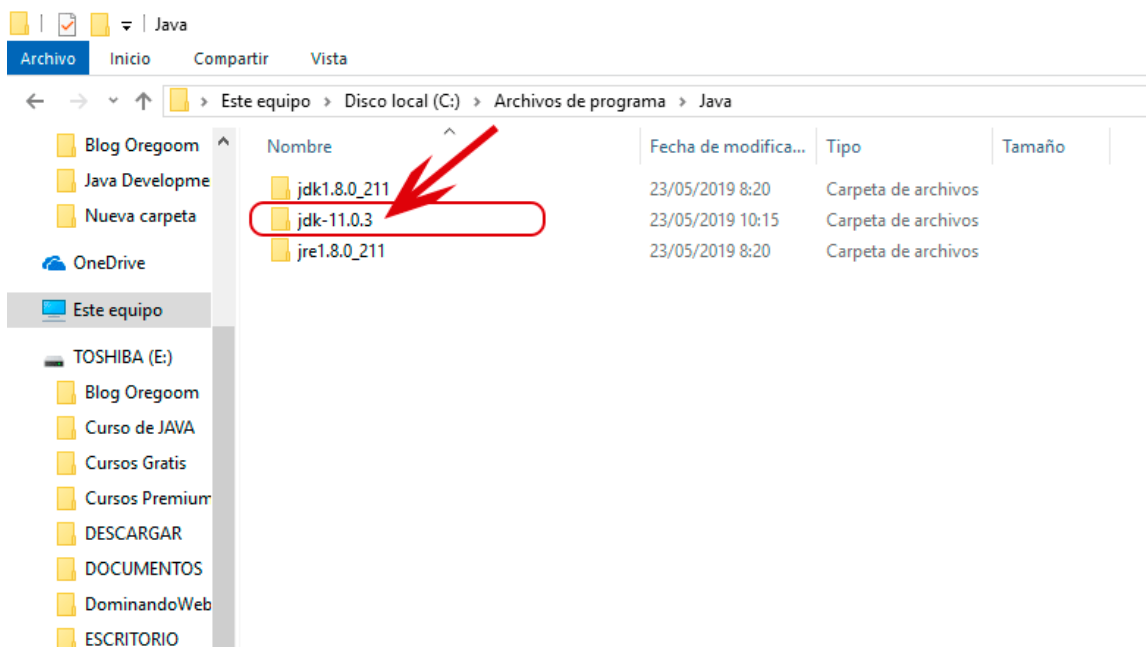 Java
Archivo Inicio Compartir Vista
Este equipo > Disco local (C:) > Archivos de programa > Java
Blog Oregoom
Java Developme
Nueva carpeta
OneDrive
Este equipo
TOSHIBA (E:)
Blog Oregoom
Curso de JAVA
Cursos Gratis
Cursos Premium
DESCARGAR
DOCUMENTOS
DominandoWeb
ESCRITORIO
Nombre Fecha de modifica... Tipo Tamaño
jdk1.8.0_211 23/05/2019 8:20 Carpeta de archivos
jdk-11.0.3 23/05/2019 10:15 Carpeta de archivos
jre1.8.0_211 23/05/2019 8:20 Carpeta de archivos